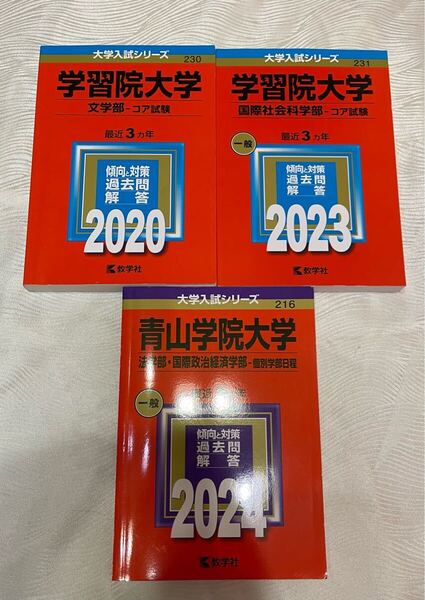 大学入試シリーズ
230
学習院大学
文学部-コア試験
最近3ヵ年
傾向と対策
過去問
解答
2020
教学社
大学入試シリーズ
231
学習院大学
国際社会科学部-コア試験
一般
最近3ヵ年
傾向と対策
過去問
解答
2023
教学社
大学入試シリーズ
216
青山学院大学
法学部・国際政治経済学部-個別学部日程
一般
傾向と対策
過去問
解答
2024
教学社